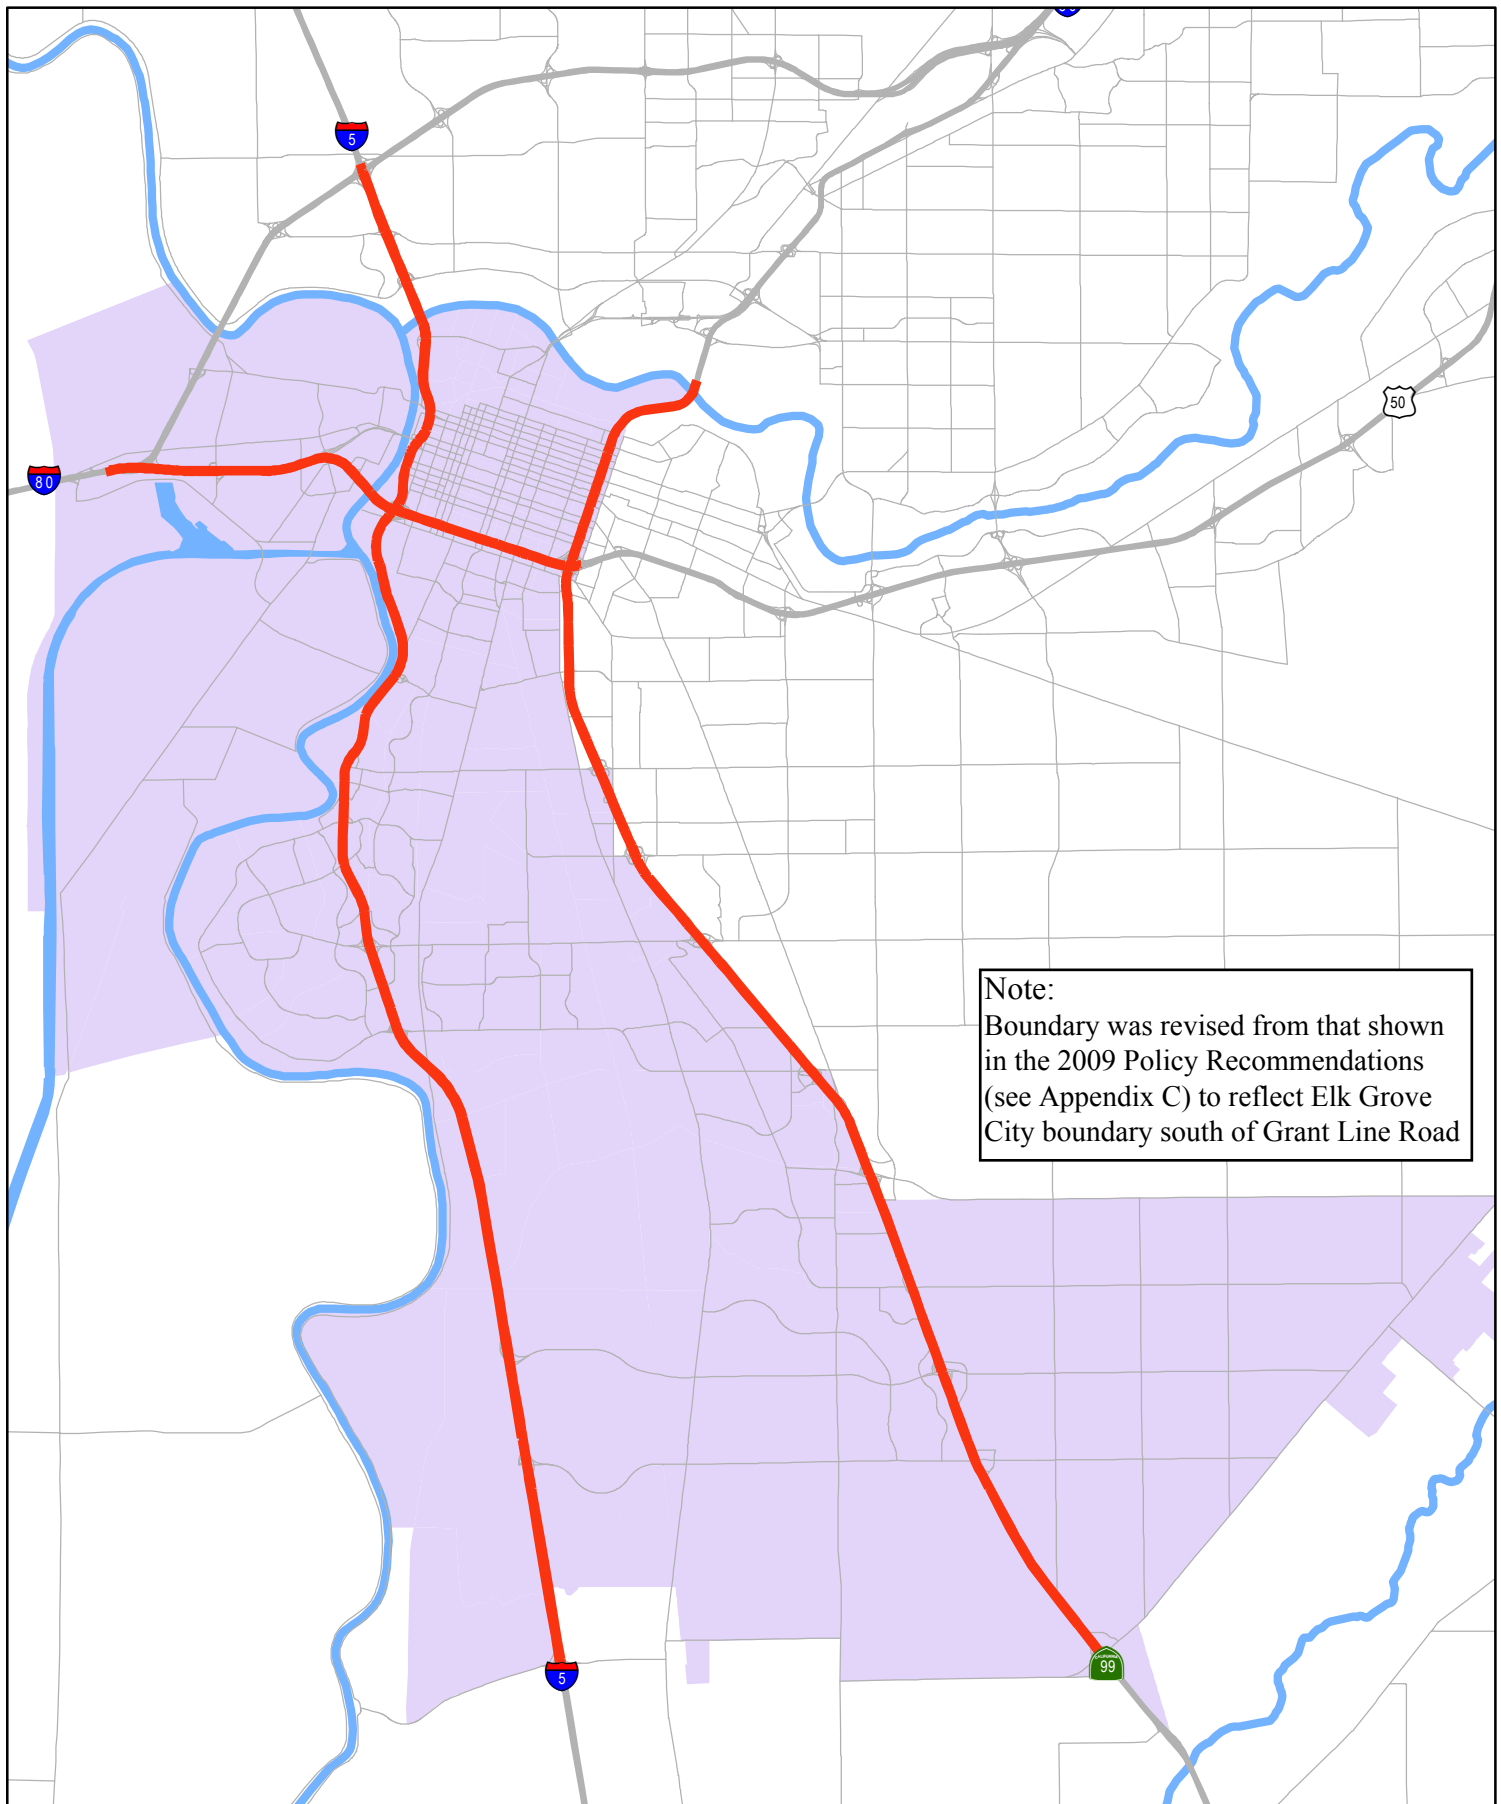 5
50
80
Note:
Boundary was revised from that shown
in the 2009 Policy Recommendations
(see Appendix C) to reflect Elk Grove
City boundary south of Grant Line Road
CALIFORNIA
99
5